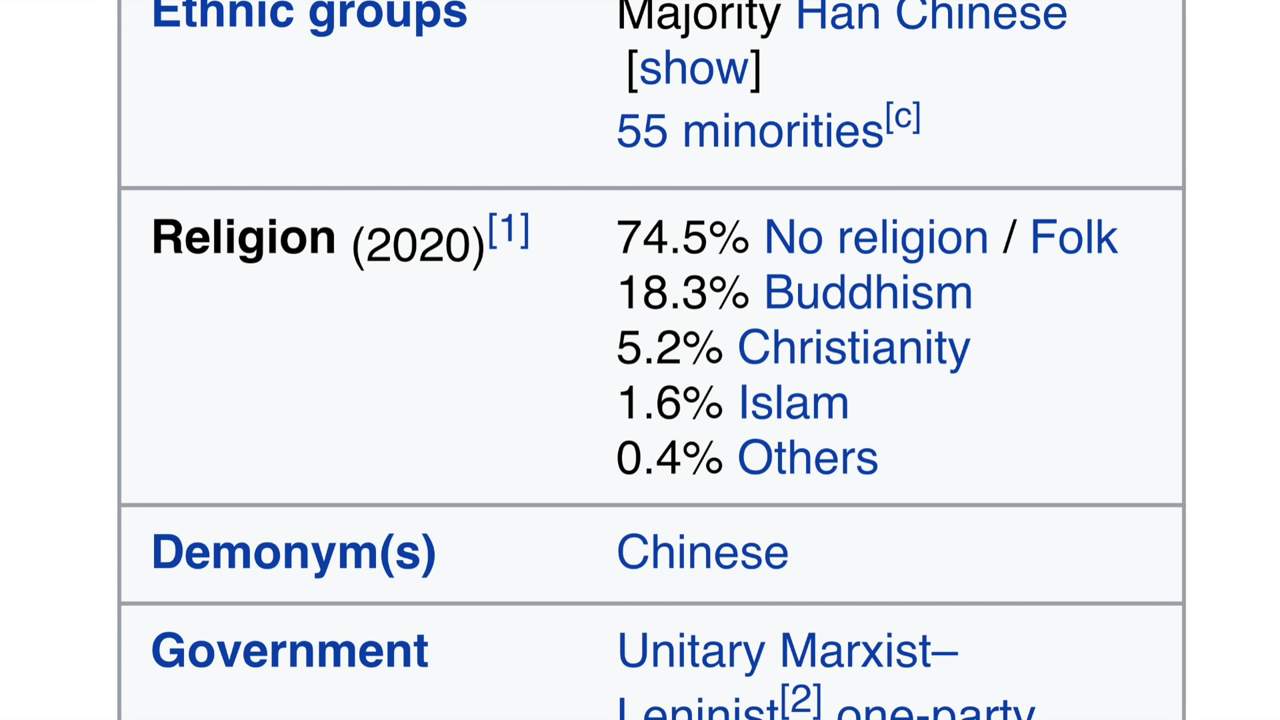 Ethnic groups
Majority Han Chinese
[show]
55 minorities[c]
Religion (2020)[1]
74.5% No religion / Folk
18.3% Buddhism
5.2% Christianity
1.6% Islam
0.4% Others
Demonym(s)
Chinese
Government
Unitary Marxist–
Leninist[2] one-party